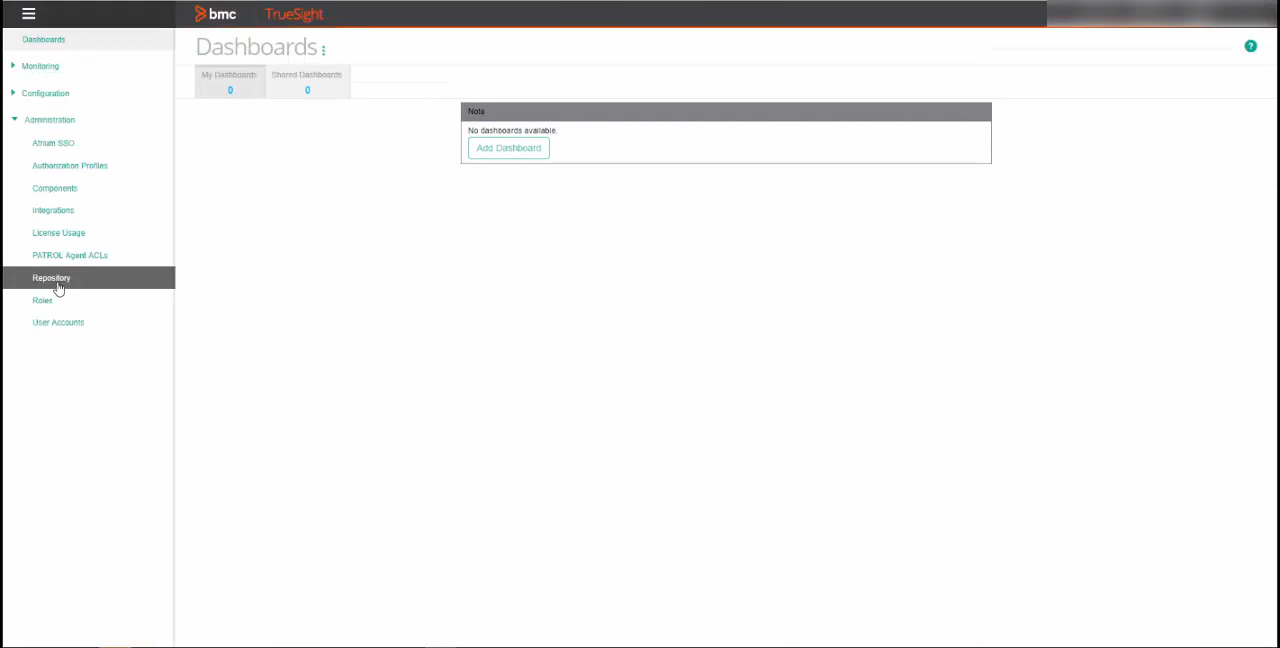 bmc TrueSight
Dashboards
Monitoring
Configuration
Administration
Atrium SSO
Authorization Profiles
Components
Integrations
License Usage
PATROL Agent ACLs
Repository
Roles
User Accounts
Dashboards
My Dashboards
0
Shared Dashboards
0
?
Note
No dashboards available.
Add Dashboard